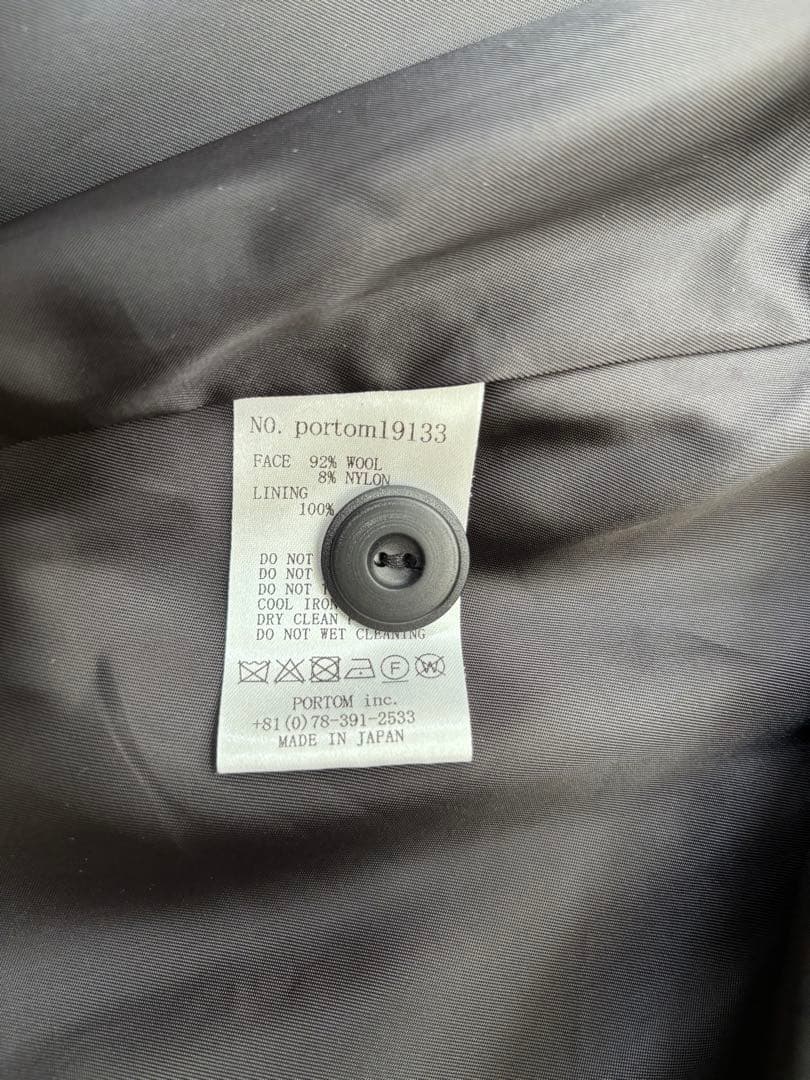 NO. portom19133
FACE 92% WOOL
8% NYLON
LINING
100%
DO NOT
DO NOT
DO NOT
COOL IRON
DRY CLEAN
DO NOT WET CLEANING
F W
PORTOM inc.
+81(0)78-391-2533
MADE IN JAPAN